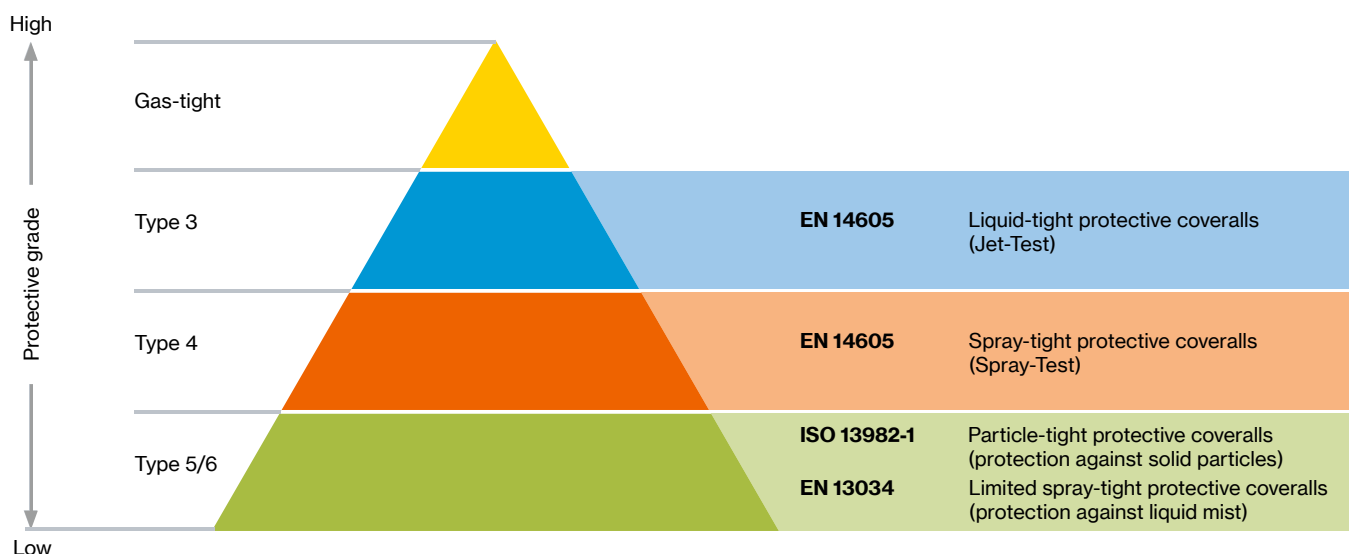 High
Protective grade
Gas-tight
Type 3
EN 14605 Liquid-tight protective coveralls
(Jet-Test)
Type 4
EN 14605 Spray-tight protective coveralls
(Spray-Test)
Type 5/6
ISO 13982-1 Particle-tight protective coveralls
(protection against solid particles)
EN 13034 Limited spray-tight protective coveralls
(protection against liquid mist)
Low